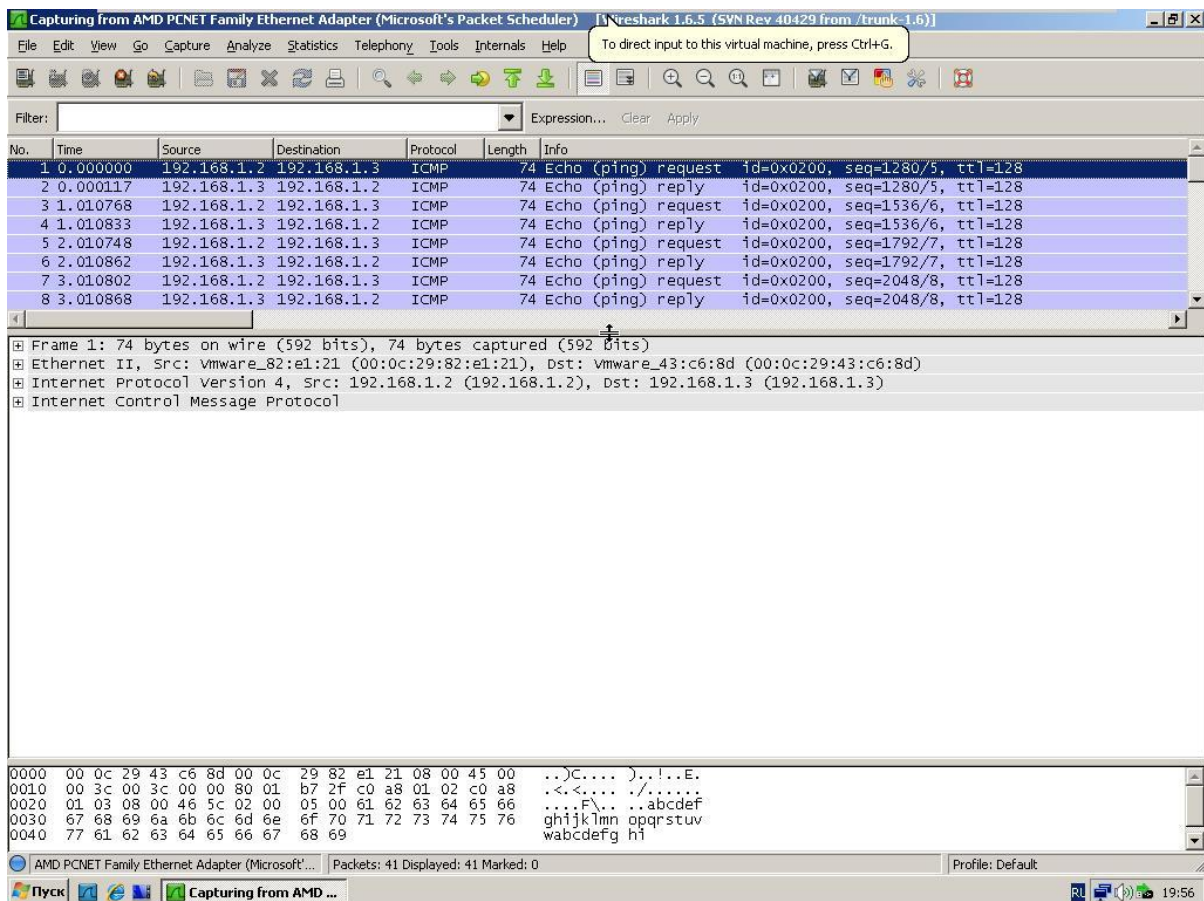 Capturing from AMD PCNET Family Ethernet Adapter (Microsoft's Packet Scheduler) [Wireshark 1.6.5 (SVN Rev 40429 from /trunk-1.6)]
File Edit View Go Capture Analyze Statistics Telephony Tools Internals Help
To direct input to this virtual machine, press Ctrl+G.
Filter: Expression... Clear Apply
No. Time Source Destination Protocol Length Info
1 0.000000 192.168.1.2 192.168.1.3 ICMP 74 Echo (ping) request id=0x0200, seq=1280/5, ttl=128
2 0.000117 192.168.1.3 192.168.1.2 ICMP 74 Echo (ping) reply id=0x0200, seq=1280/5, ttl=128
3 1.010768 192.168.1.2 192.168.1.3 ICMP 74 Echo (ping) request id=0x0200, seq=1536/6, ttl=128
4 1.010833 192.168.1.3 192.168.1.2 ICMP 74 Echo (ping) reply id=0x0200, seq=1536/6, ttl=128
5 2.010748 192.168.1.2 192.168.1.3 ICMP 74 Echo (ping) request id=0x0200, seq=1792/7, ttl=128
6 2.010862 192.168.1.3 192.168.1.2 ICMP 74 Echo (ping) reply id=0x0200, seq=1792/7, ttl=128
7 3.010802 192.168.1.2 192.168.1.3 ICMP 74 Echo (ping) request id=0x0200, seq=2048/8, ttl=128
8 3.010868 192.168.1.3 192.168.1.2 ICMP 74 Echo (ping) reply id=0x0200, seq=2048/8, ttl=128
Frame 1: 74 bytes on wire (592 bits), 74 bytes captured (592 bits)
Ethernet II, Src: Vmware_82:e1:21 (00:0c:29:82:e1:21), Dst: Vmware_43:c6:8d (00:0c:29:43:c6:8d)
Internet Protocol Version 4, Src: 192.168.1.2 (192.168.1.2), Dst: 192.168.1.3 (192.168.1.3)
Internet Control Message Protocol
0000 00 0c 29 43 c6 8d 00 0c 29 82 e1 21 08 00 45 00 ..)C.... )..!..E.
0010 00 3c 00 3c 00 00 80 01 b7 2f c0 a8 01 02 c0 a8 .<.<.... ./......
0020 01 03 08 00 46 5c 02 00 05 00 61 62 63 64 65 66 ....F\.. ..abcdef
0030 67 68 69 6a 6b 6c 6d 6e 6f 70 71 72 73 74 75 76 ghijklmn opqrstuv
0040 77 61 62 63 64 65 66 67 68 69 wabcdefg hi
AMD PCNET Family Ethernet Adapter (Microsoft'... Packets: 41 Displayed: 41 Marked: 0 Profile: Default
Пуск Capturing from AMD ... RU 19:56